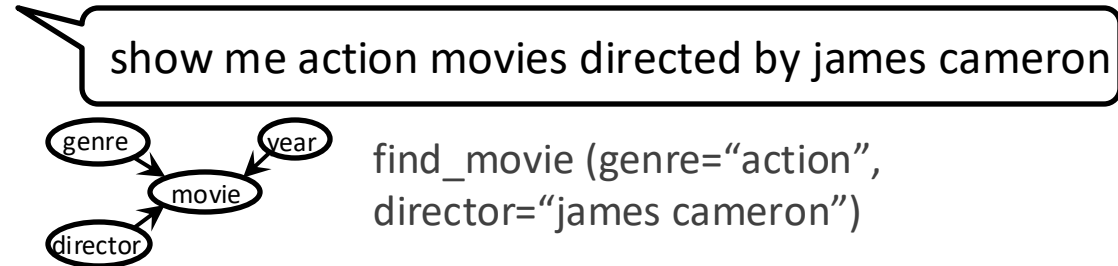 show me action movies directed by james cameron
genre
year
movie
director
find_movie (genre=“action”,
director=“james cameron”)